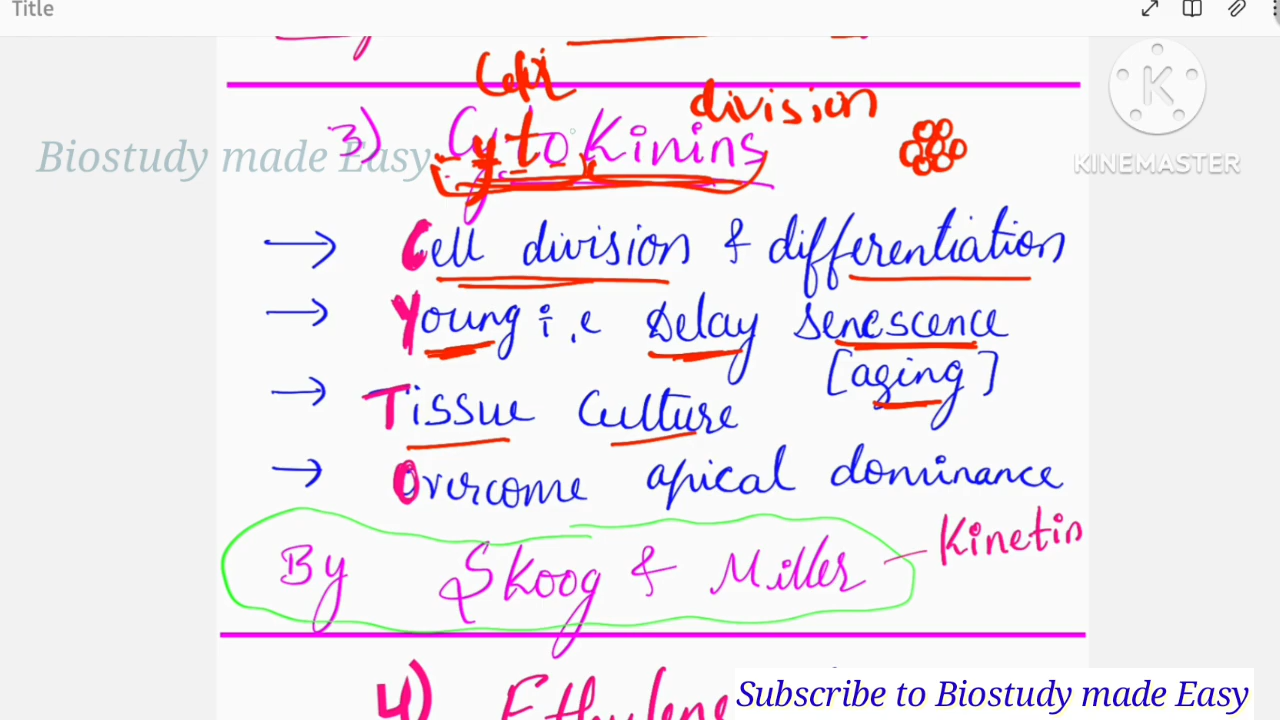 Title
Cell
division
3) CytoKinins
Biostudy made Easy
KINEMASTER
→ Cell division & differentiation
→ Young i.e Delay senescence
[aging]
→ Tissue Culture
→ Overcome apical dominance
By Skoog & Miller – Kinetin
4) Ethylene
Subscribe to Biostudy made Easy